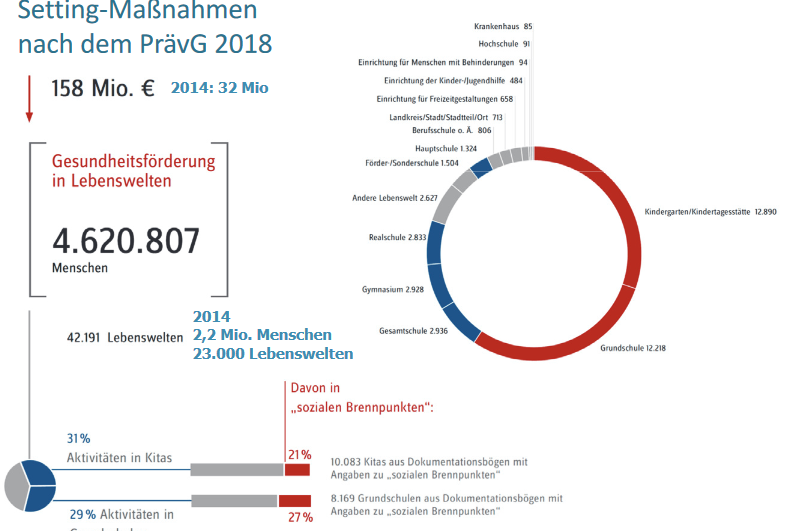 Setting-Maßnahmen
nach dem PrävG 2018
158 Mio. € 2014: 32 Mio
Gesundheitsförderung
in Lebenswelten
4.620.807
Menschen
2014
42.191 Lebenswelten 2,2 Mio. Menschen
23.000 Lebenswelten
Krankenhaus 85
Hochschule 91
Einrichtung für Menschen mit Behinderungen 94
Einrichtung der Kinder-/Jugendhilfe 484
Einrichtung für Freizeitgestaltungen 658
Landkreis/Stadt/Stadtteil/Ort 713
Berufsschule o. Ä. 806
Hauptschule 1.324
Förder-/Sonderschule 1.504
Andere Lebenswelt 2.627
Realschule 2.833
Gymnasium 2.928
Gesamtschule 2.936
Kindergarten/Kindertagesstätte 12.890
Grundschule 12.218
Davon in
„sozialen Brennpunkten“:
31%
Aktivitäten in Kitas
21%
10.083 Kitas aus Dokumentationsbögen mit
Angaben zu „sozialen Brennpunkten“
29% Aktivitäten in
27%
8.169 Grundschulen aus Dokumentationsbögen mit
Angaben zu „sozialen Brennpunkten“